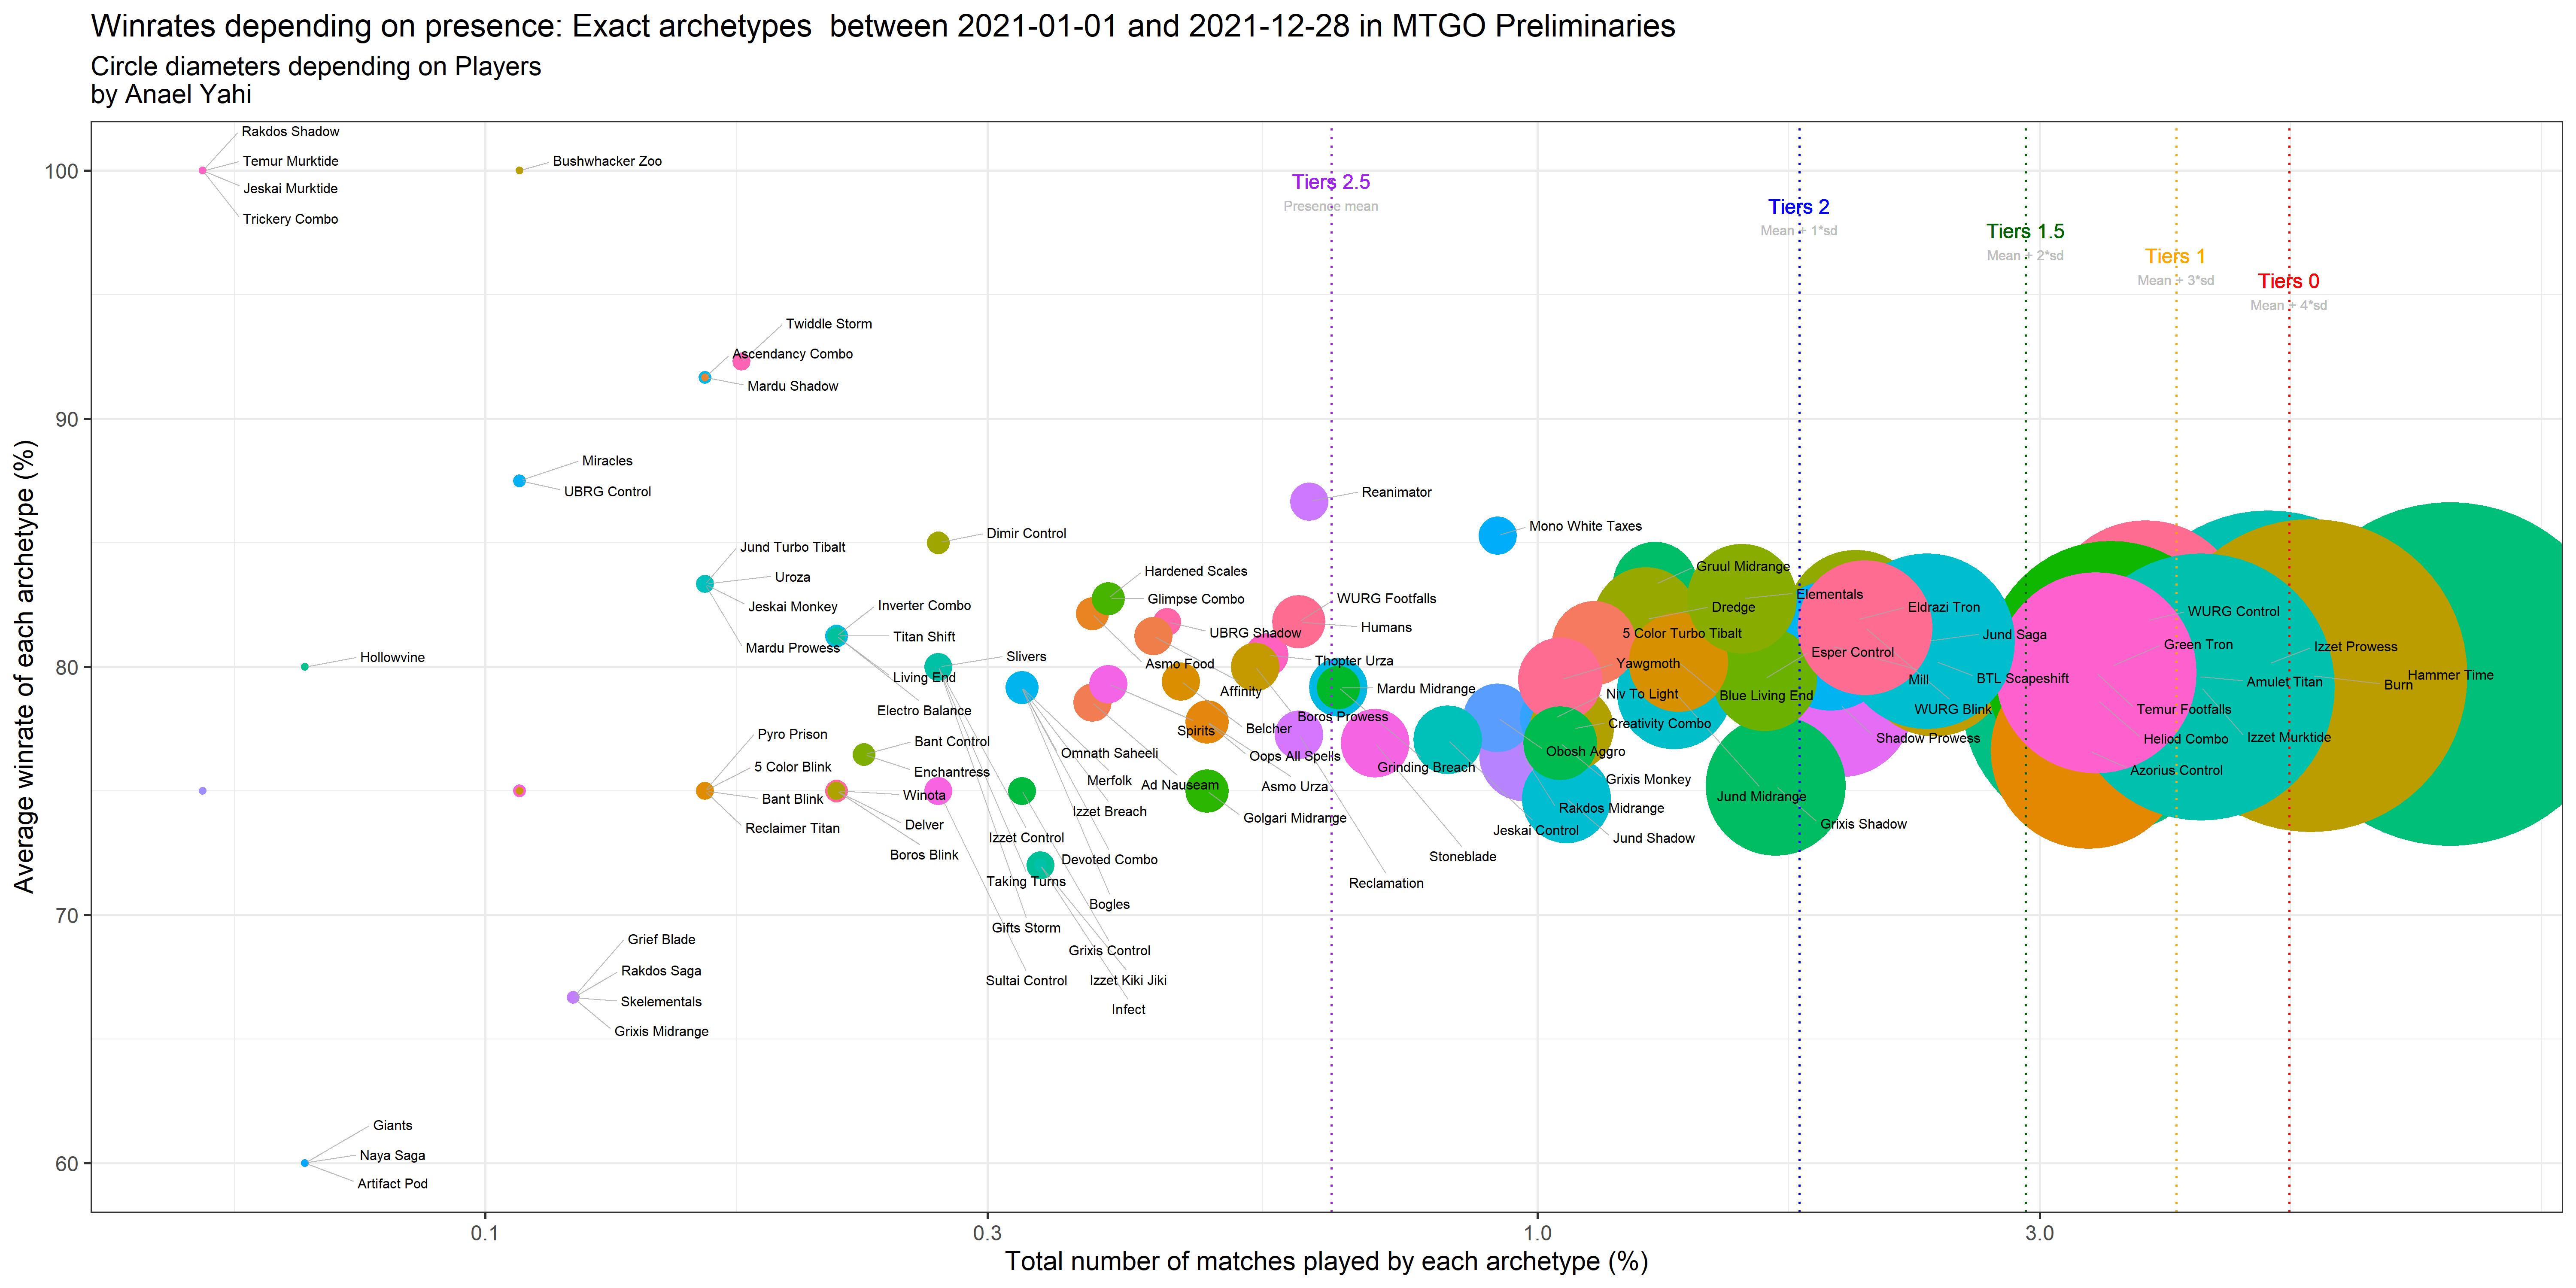 Winrates depending on presence: Exact archetypes  between 2021-01-01 and 2021-12-28 in MTGO Preliminaries
Circle diameters depending on Players
by Anael Yahi
Average winrate of each archetype (%)
100
90
80
70
60
Tiers 2.5
Presence mean
Tiers 2
Mean + 1*sd
Tiers 1.5
Mean + 2*sd
Tiers 1
Mean + 3*sd
Tiers 0
Mean + 4*sd
Rakdos Shadow
Temur Murktide
Jeskai Murktide
Trickery Combo
Bushwhacker Zoo
Twiddle Storm
Ascendancy Combo
Mardu Shadow
Miracles
UBRG Control
Reanimator
Mono White Taxes
Dimir Control
Jund Turbo Tibalt
Uroza
Jeskai Monkey
Mardu Prowess
Inverter Combo
Titan Shift
Living End
Electro Balance
Hollowvine
Slivers
Hardened Scales
Glimpse Combo
UBRG Shadow
Asmo Food
Affinity
WURG Footfalls
Humans
Thopter Urza
Mardu Midrange
Boros Prowess
Belcher
Spirits
Oops All Spells
Asmo Urza
Omnath Saheeli
Merfolk
Ad Nauseam
Izzet Breach
Golgari Midrange
Grinding Breach
Stoneblade
Reclamation
Gruul Midrange
Dredge
5 Color Turbo Tibalt
Yawgmoth
Niv To Light
Blue Living End
Creativity Combo
Obosh Aggro
Grixis Monkey
Rakdos Midrange
Jeskai Control
Jund Shadow
Jund Midrange
Grixis Shadow
Elementals
Esper Control
Eldrazi Tron
Jund Saga
Mill
BTL Scapeshift
WURG Blink
Shadow Prowess
WURG Control
Green Tron
Temur Footfalls
Heliod Combo
Azorius Control
Izzet Prowess
Amulet Titan
Izzet Murktide
Burn
Hammer Time
Pyro Prison
5 Color Blink
Bant Blink
Reclaimer Titan
Bant Control
Enchantress
Winota
Delver
Boros Blink
Izzet Control
Devoted Combo
Taking Turns
Bogles
Gifts Storm
Grixis Control
Sultai Control
Izzet Kiki Jiki
Infect
Grief Blade
Rakdos Saga
Skelementals
Grixis Midrange
Giants
Naya Saga
Artifact Pod
0.1
0.3
1.0
3.0
Total number of matches played by each archetype (%)